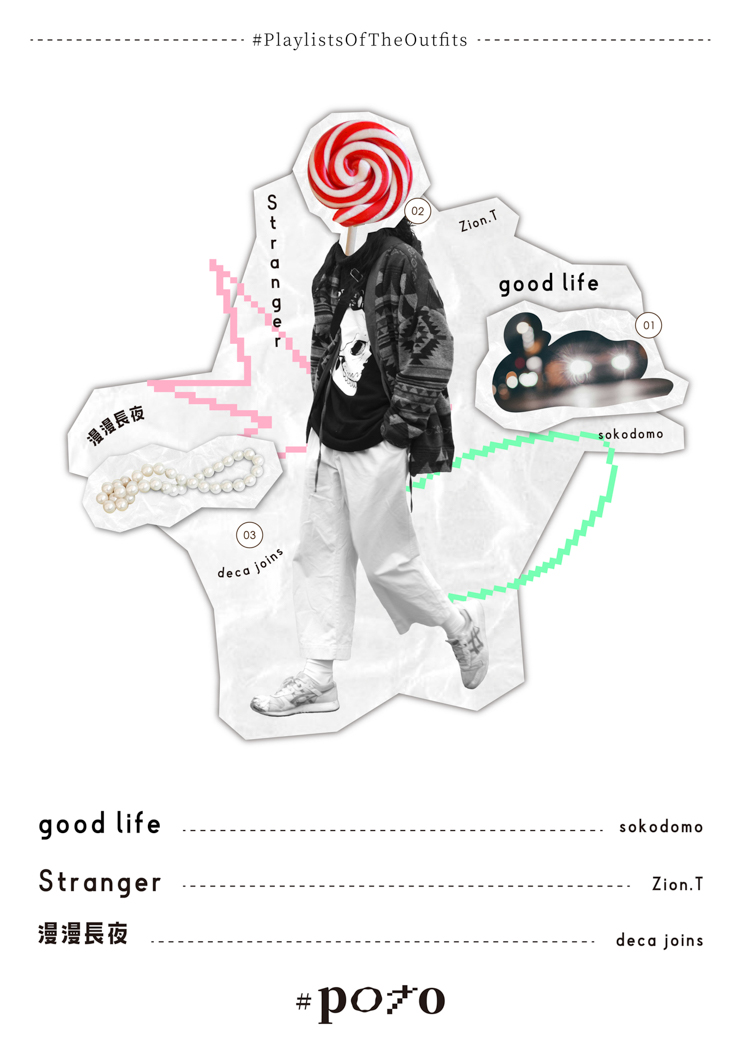 #PlaylistsOfTheOutfits
Stranger
02
Zion.T
good life
01
sokodomo
漫漫長夜
03
deca joins
good life sokodomo
Stranger Zion.T
漫漫長夜 deca joins
#poto